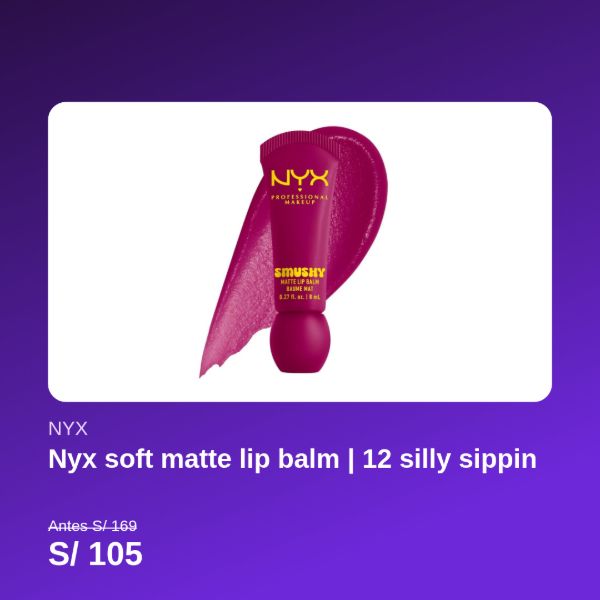 NYX
PROFESSIONAL
MAKEUP
SMUSHY
MATTE LIP BALM
BAUME MAT
0.27 fl. oz. | 8 mL
NYX
Nyx soft matte lip balm | 12 silly sippin
Antes S/ 169
S/ 105